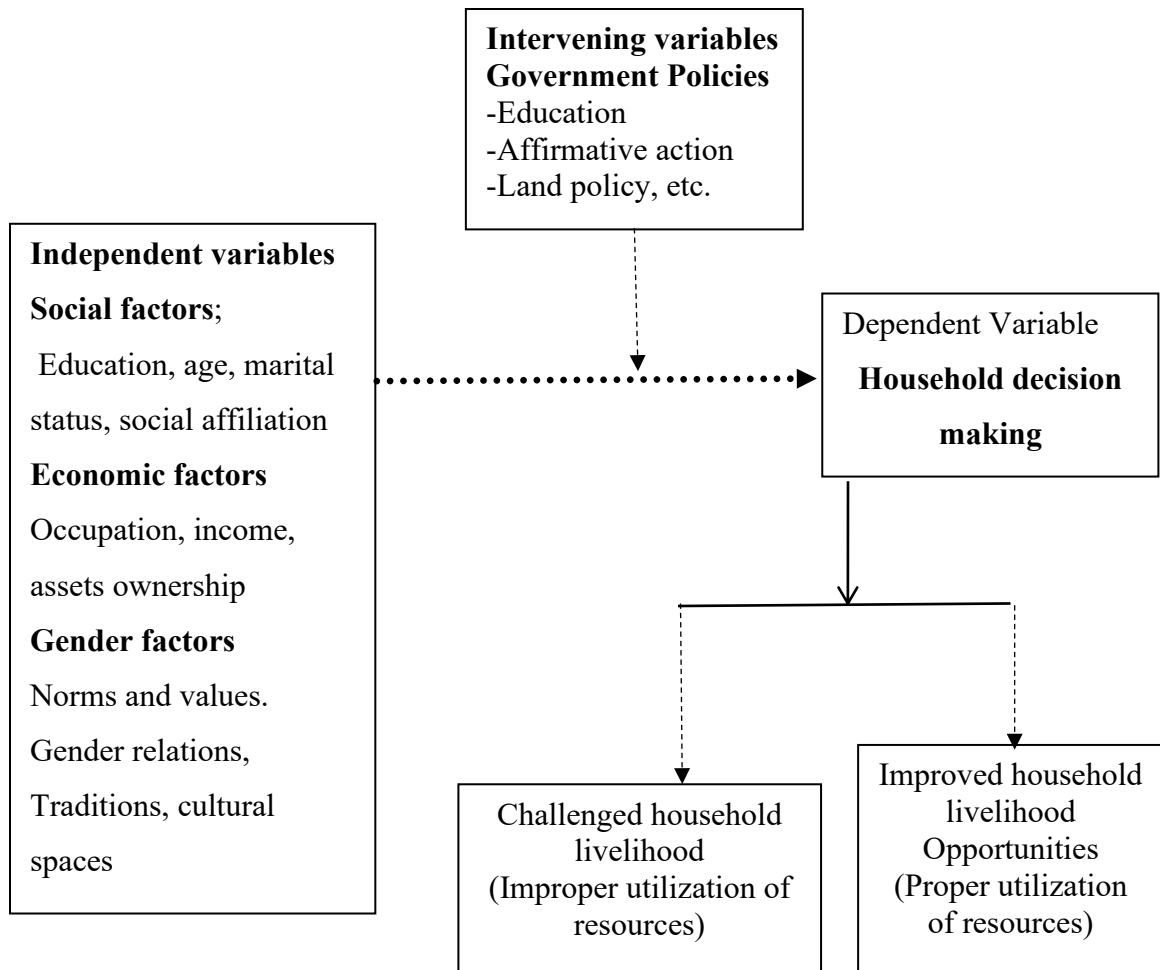 Intervening variables
Government Policies
-Education
-Affirmative action
-Land policy, etc.
Independent variables
Social factors;
Education, age, marital
status, social affiliation
Economic factors
Occupation, income,
assets ownership
Gender factors
Norms and values.
Gender relations,
Traditions, cultural
spaces
Dependent Variable
Household decision
making
Challenged household
livelihood
(Improper utilization of
resources)
Improved household
livelihood
Opportunities
(Proper utilization
of resources)